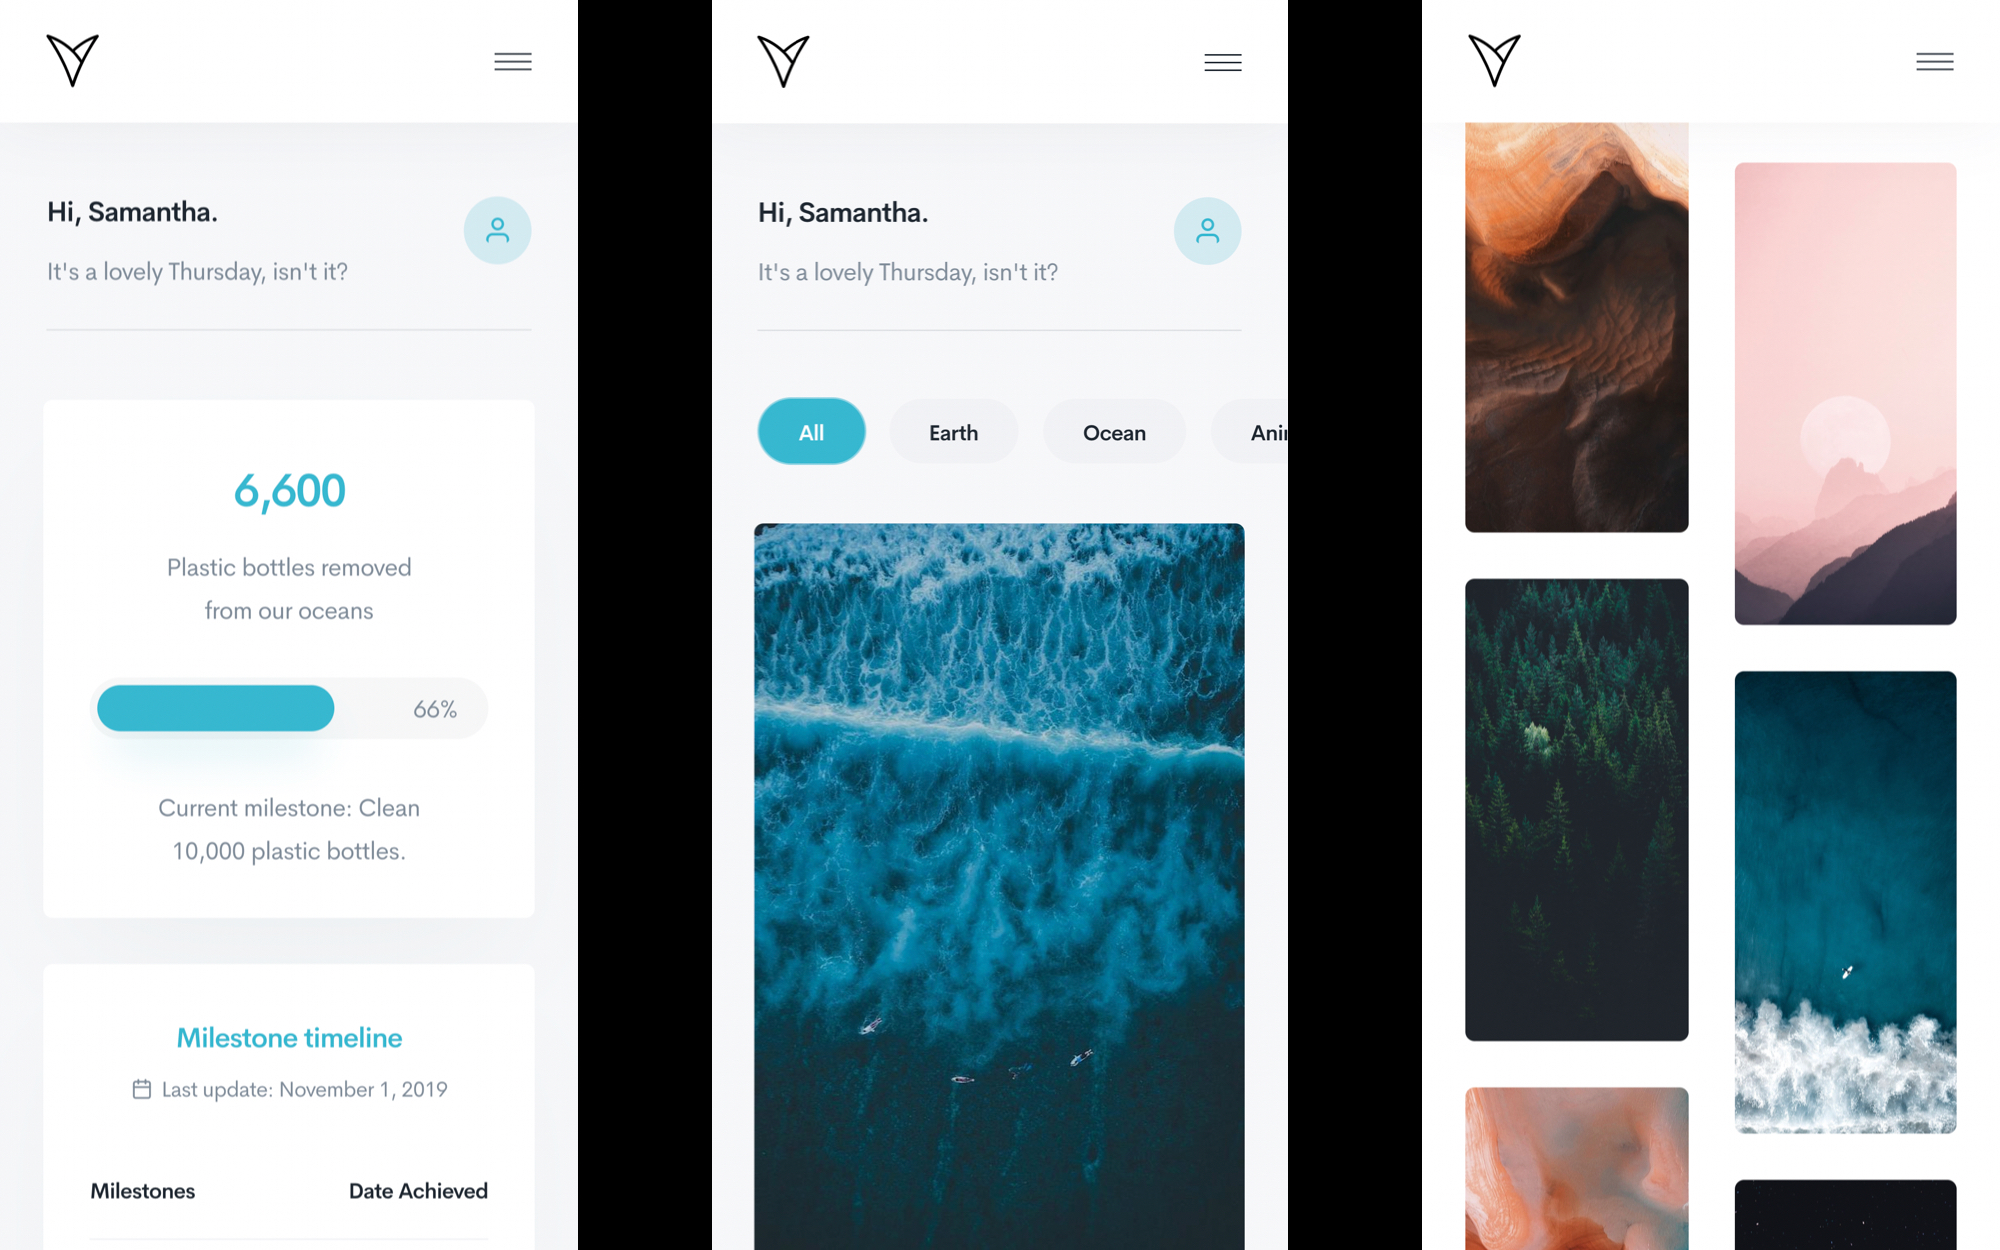 Hi, Samantha.
It's a lovely Thursday, isn't it?
6,600
Plastic bottles removed
from our oceans
66%
Current milestone: Clean
10,000 plastic bottles.
Milestone timeline
Last update: November 1, 2019
Milestones Date Achieved
Hi, Samantha.
It's a lovely Thursday, isn't it?
All Earth Ocean